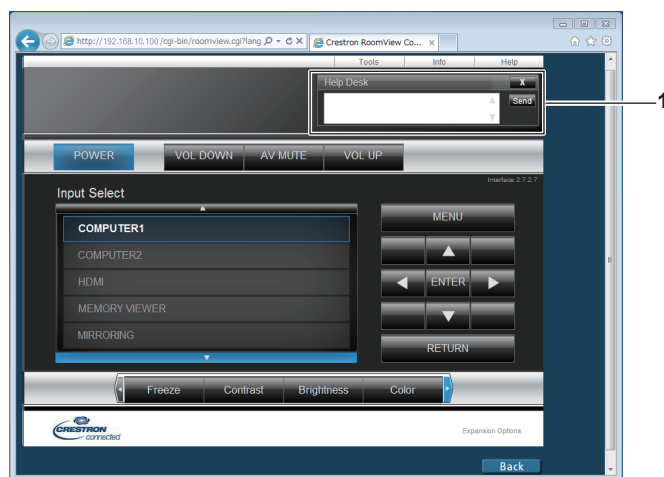 http://192.168.10.100/cgi-bin/roomview.cgi?lang
Crestron RoomView Co...
Tools Info Help
Help Desk X
Send
1
POWER VOL DOWN AV MUTE VOL UP
Interface 2.7.2.7
Input Select
MENU
COMPUTER1
COMPUTER2
HDMI
ENTER
MEMORY VIEWER
MIRRORING
RETURN
Freeze Contrast Brightness Color
CRESTRON
connected
Expansion Options
Back